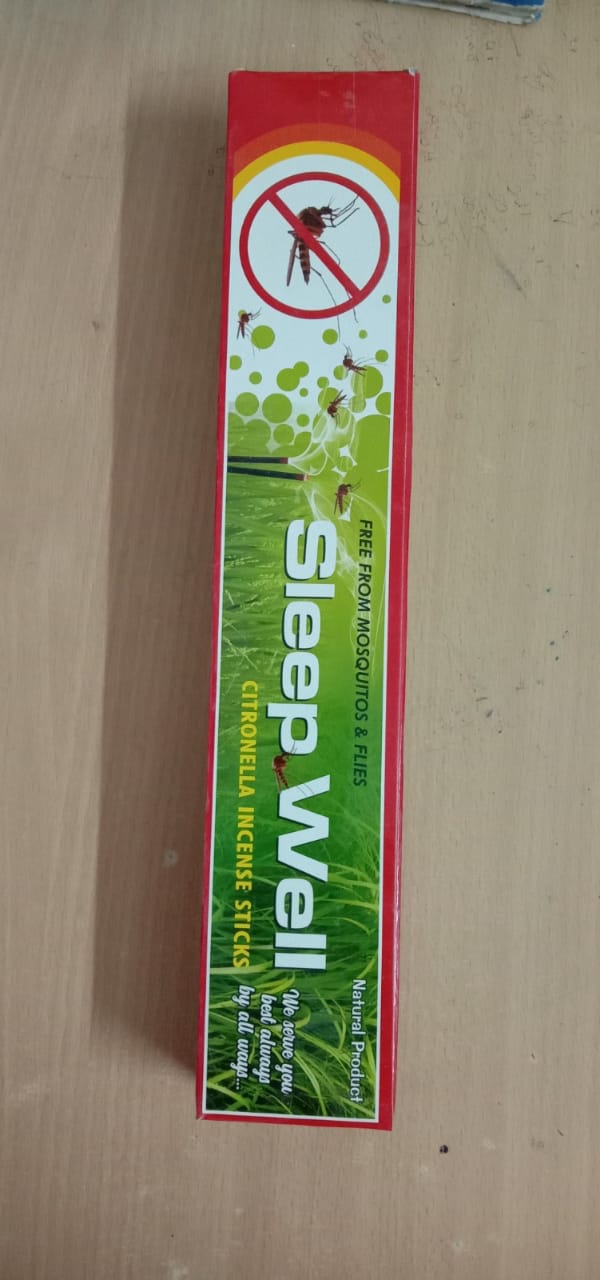 FREE FROM MOSQUITOS & FLIES
Sleep Well
CITRONELLA INCENSE STICKS
Natural Product
We serve you
best always
by all ways...